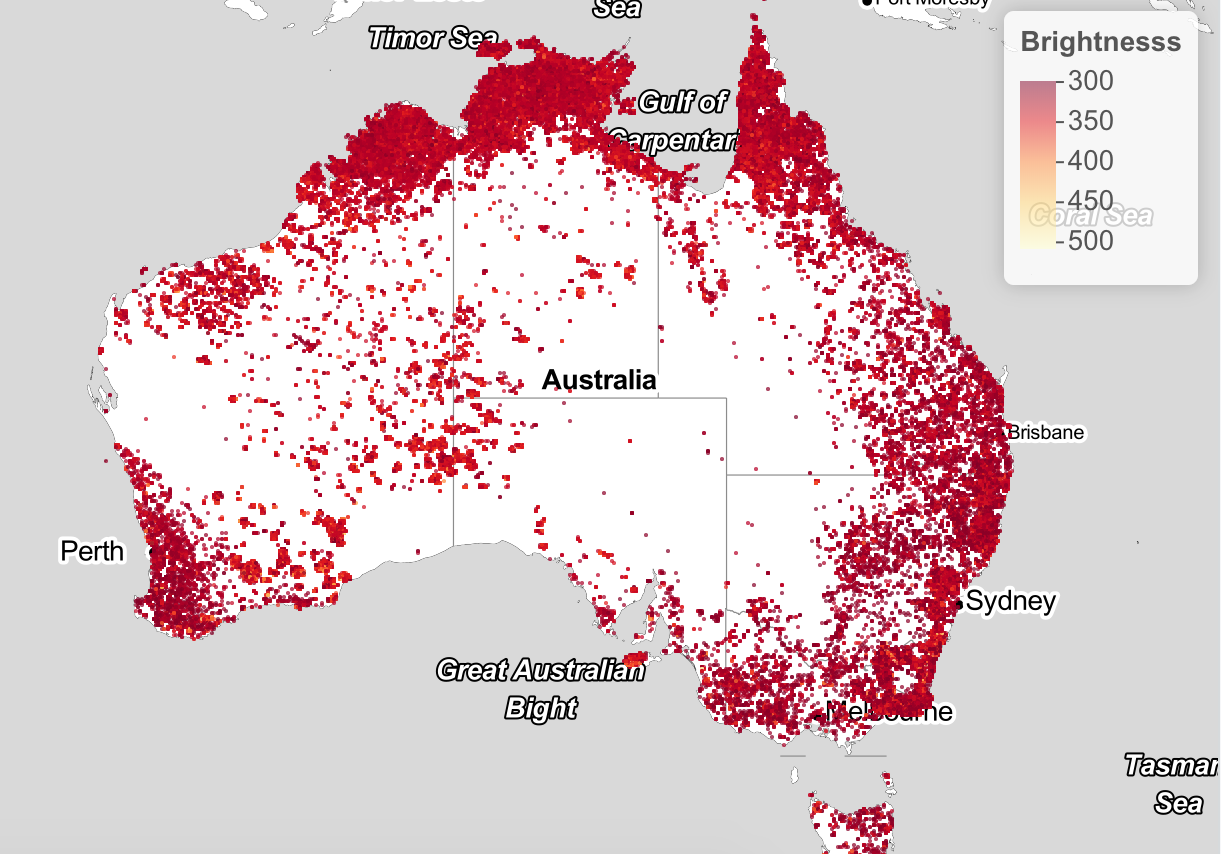 Sea
Port Moresby
Timor Sea
Brightnesss
300
350
400
450
500
Gulf of
Carpentari
Coral Sea
Australia
Brisbane
Perth
Sydney
Great Australian
Bight
Melbourne
Tasman
Sea